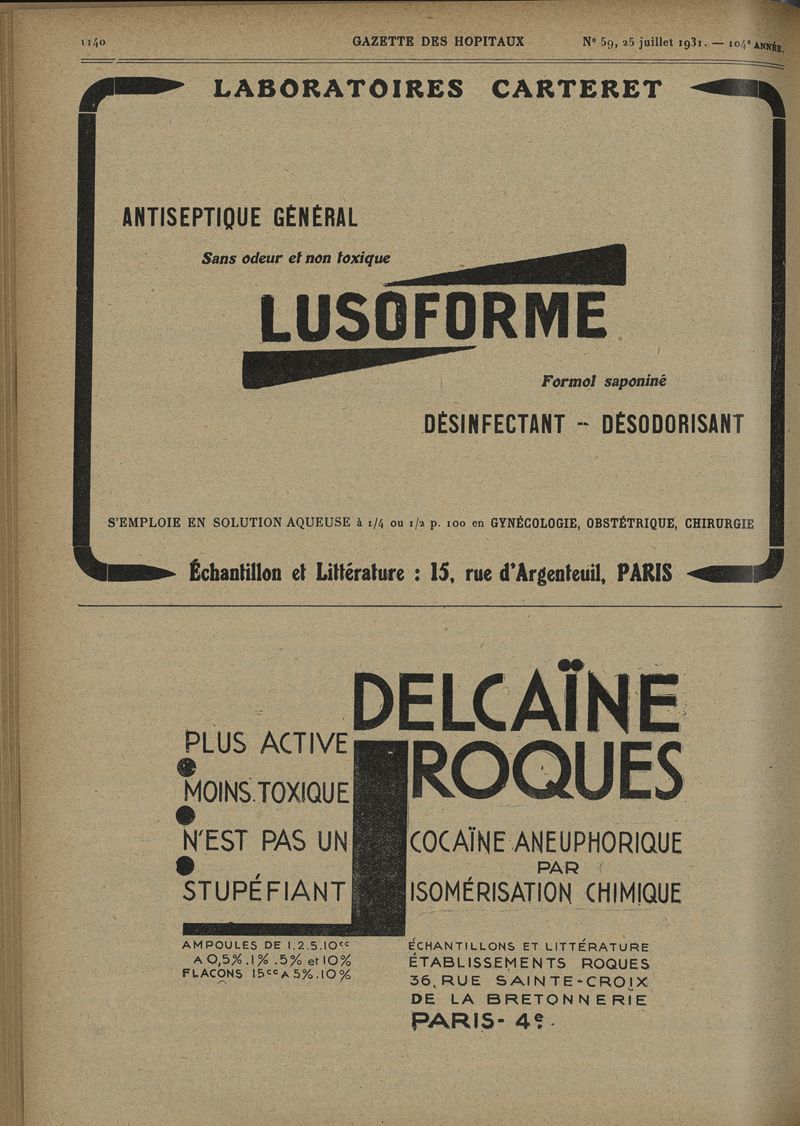 1140
GAZETTE DES HOPITAUX
N° 59, 25 juillet 1931. — 104e ANNÉE.
LABORATOIRES CARTERET
ANTISEPTIQUE GÉNÉRAL
Sans odeur et non toxique
LUSOFORME
Formol saponiné
DÉSINFECTANT -- DÉSODORISANT
S'EMPLOIE EN SOLUTION AQUEUSE à 1/4 ou 1/2 p. 100 en GYNÉCOLOGIE, OBSTÉTRIQUE, CHIRURGIE
Échantillon et Littérature : 15, rue d'Argenteuil, PARIS
DELCAÏNE
ROQUES
PLUS ACTIVE
MOINS.TOXIQUE
N'EST PAS UN
STUPÉFIANT
COCAÏNE ANEUPHORIQUE
PAR
ISOMÉRISATION CHIMIQUE
AMPOULES DE 1.2.5.10cc
A 0,5% .1% .5% et 10%
FLACONS 15cc A 5%.10%
ÉCHANTILLONS ET LITTÉRATURE
ÉTABLISSEMENTS ROQUES
36, RUE SAINTE-CROIX
DE LA BRETONNERIE
PARIS- 4e.